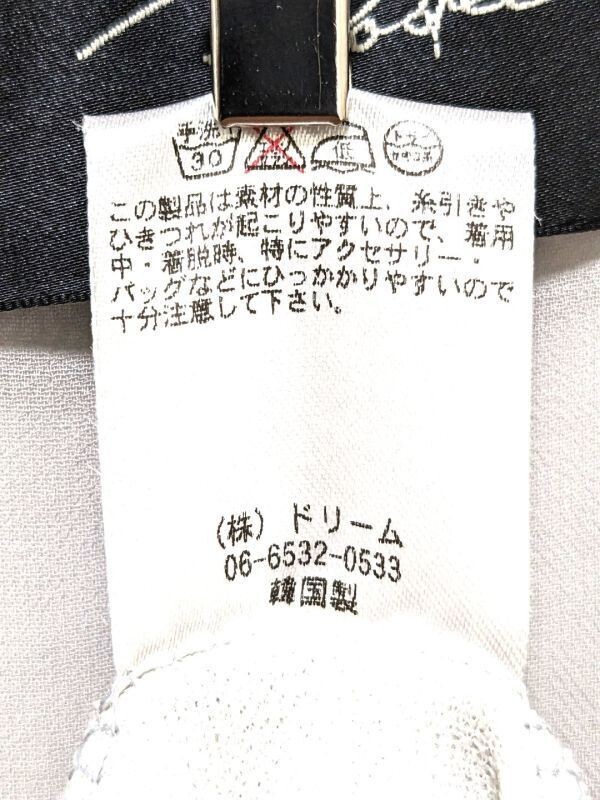 手洗
30
低
ドライ
この製品は素材の性質上、糸引きや
ひきつれが起こりやすいので、着用
中・着脱時、特にアクセサリー・
バッグなどにひっかかりやすいので
十分注意して下さい。
(株) ドリーム
06-6532-0533
韓国製